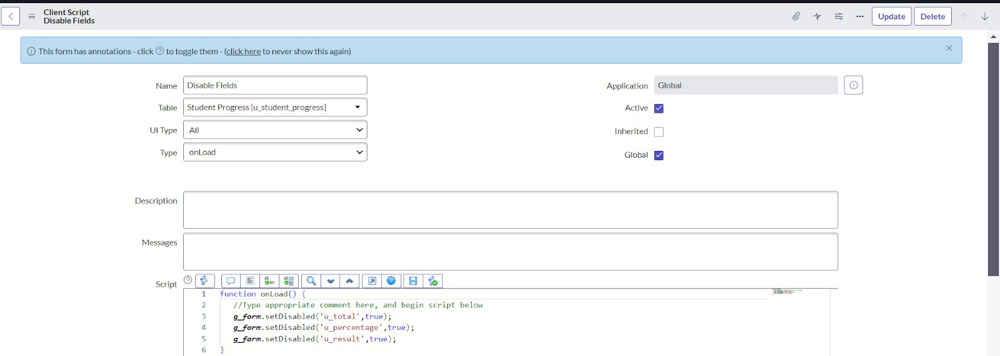 Client Script
Disable Fields
Update
Delete
This form has annotations - click ? to toggle them - (click here to never show this again)
Name
Disable Fields
Application
Global
Table
Student Progress [u_student_progress]
Active
UI Type
All
Inherited
Type
onLoad
Global
Description
Messages
Script
1 function onLoad() {
2 //Type appropriate comment here, and begin script below
3 g_form.setDisabled('u_total',true);
4 g_form.setDisabled('u_percentage',true);
5 g_form.setDisabled('u_result',true);
6 }